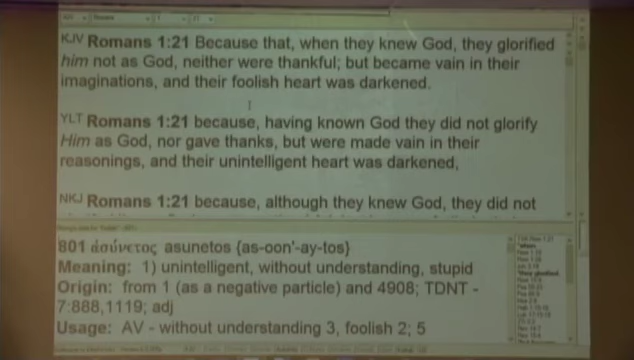 KJV Romans 1:21 Because that, when they knew God, they glorified
him not as God, neither were thankful; but became vain in their
imaginations, and their foolish heart was darkened.
YLT Romans 1:21 because, having known God they did not glorify
Him as God, nor gave thanks, but were made vain in their
reasonings, and their unintelligent heart was darkened,
NKJ Romans 1:21 because, although they knew God, they did not
801 ἀσύνετος asunetos {as-oon'-ay-tos}
Meaning: 1) unintelligent, without understanding, stupid
Origin: from 1 (as a negative particle) and 4908; TDNT -
7:888,1119; adj
Usage: AV - without understanding 3, foolish 2; 5